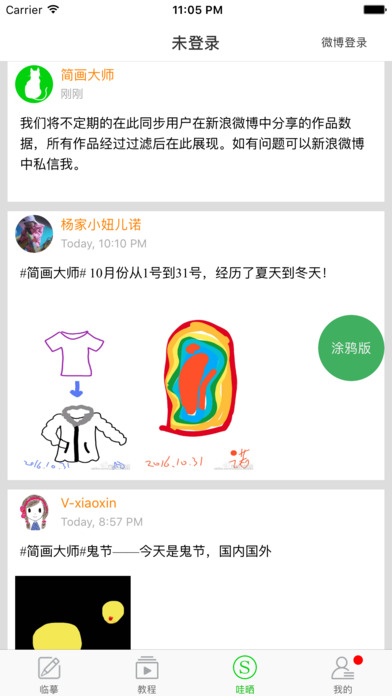 Carrier 11:05 PM
未登录 微博登录
简画大师
刚刚
我们将不定期的在此同步用户在新浪微博中分享的作品数
据，所有作品经过过滤后在此展现。如有问题可以新浪微博
中私信我。
杨家小妞儿诺
Today, 10:10 PM
#简画大师# 10月份从1号到31号，经历了夏天到冬天！
涂鸦版
2016.10.31
2016.10.31 诺
V-xiaoxin
Today, 8:57 PM
#简画大师#鬼节——今天是鬼节，国内国外
临摹 教程 哇晒 我的